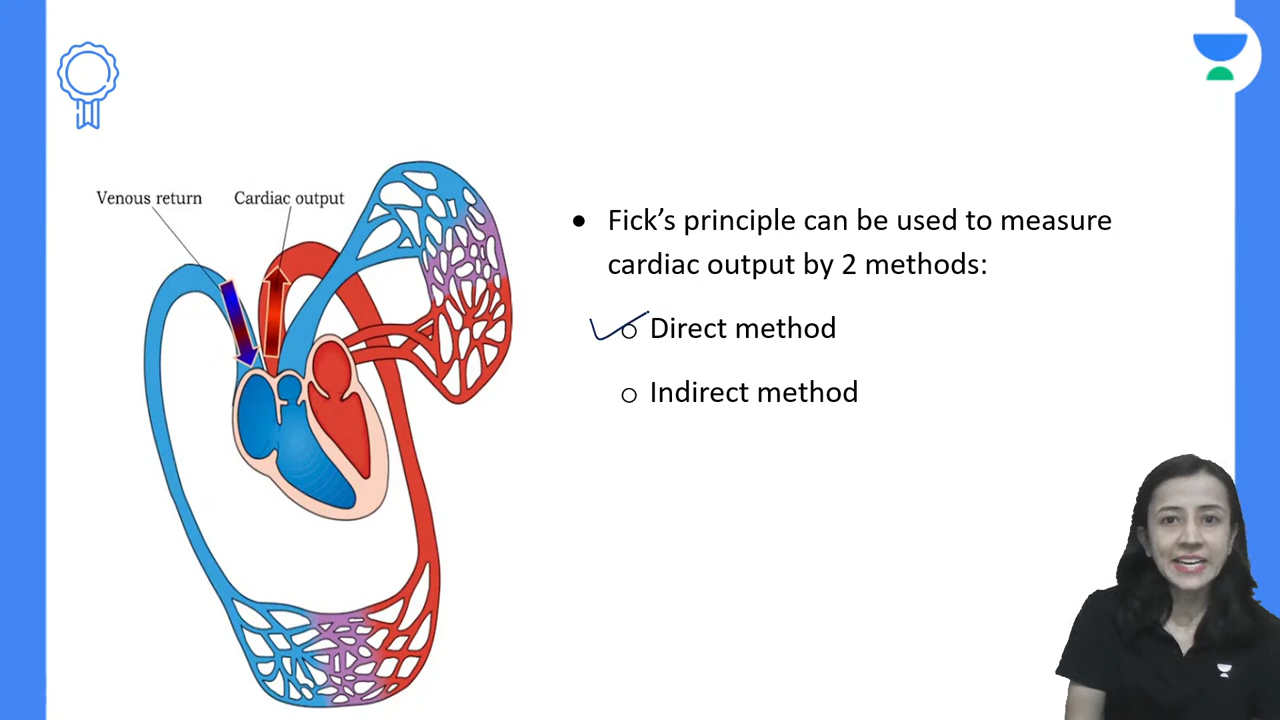 Venous return
Cardiac output
• Fick’s principle can be used to measure
cardiac output by 2 methods:
o Direct method
o Indirect method